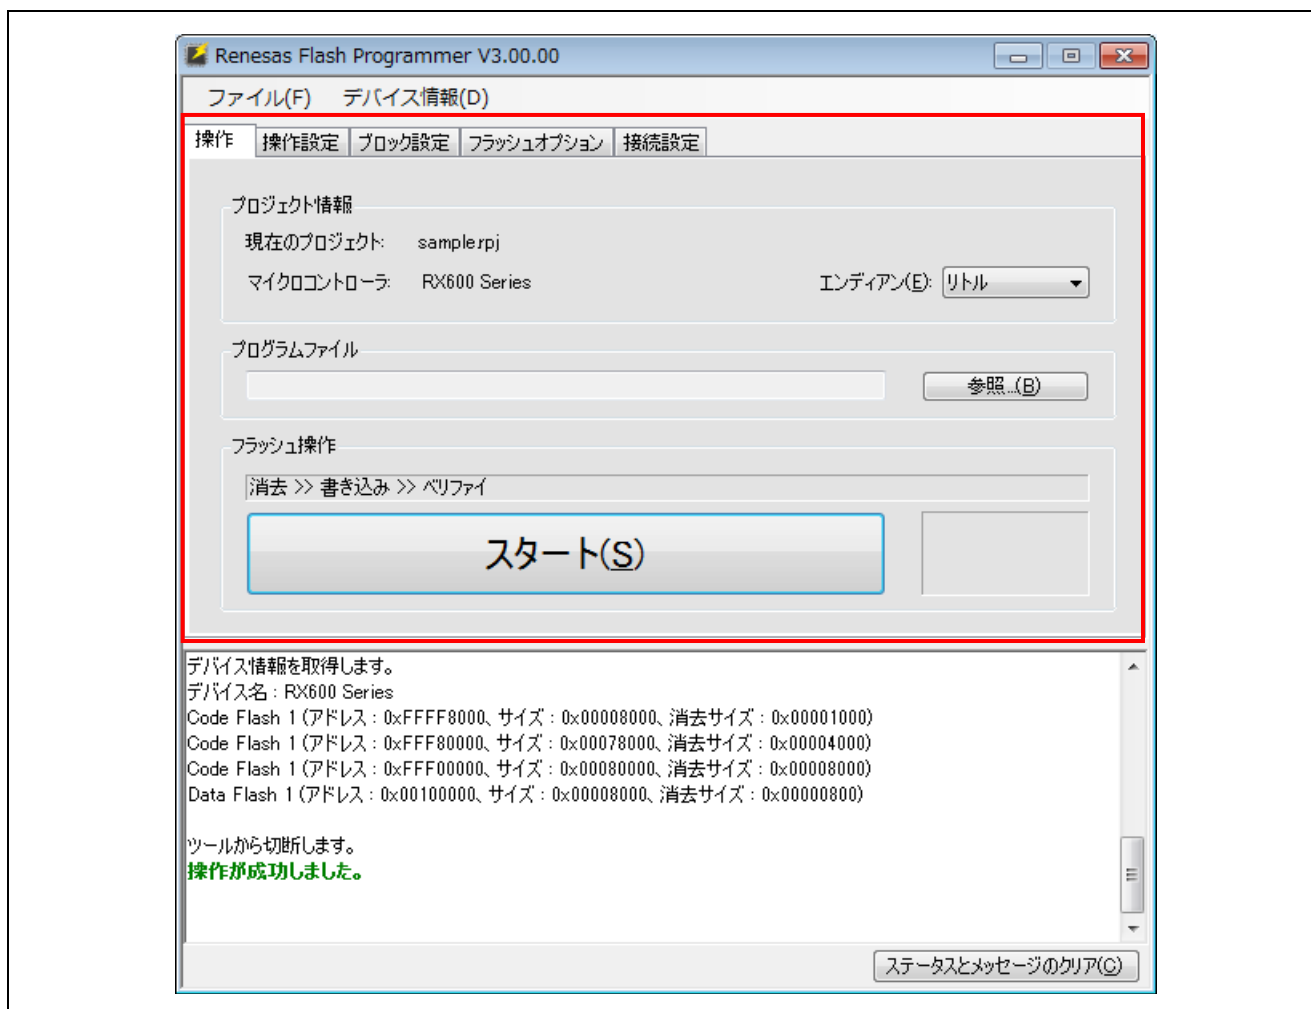 Renesas Flash Programmer V3.00.00
ファイル(F) デバイス情報(D)
操作 操作設定 ブロック設定 フラッシュオプション 接続設定
プロジェクト情報
現在のプロジェクト: sample.rpj
マイクロコントローラ: RX600 Series エンディアン(E): リトル
プログラムファイル
参照...(B)
フラッシュ操作
消去 >> 書き込み >> ベリファイ
スタート(S)
デバイス情報を取得します。
デバイス名 : RX600 Series
Code Flash 1 (アドレス : 0xFFFF8000、サイズ : 0x00008000、消去サイズ : 0x00001000)
Code Flash 1 (アドレス : 0xFFF80000、サイズ : 0x00078000、消去サイズ : 0x00004000)
Code Flash 1 (アドレス : 0xFFF00000、サイズ : 0x00080000、消去サイズ : 0x00008000)
Data Flash 1 (アドレス : 0x00100000、サイズ : 0x00008000、消去サイズ : 0x00000800)
ツールから切断します。
操作が成功しました。
ステータスとメッセージのクリア(C)